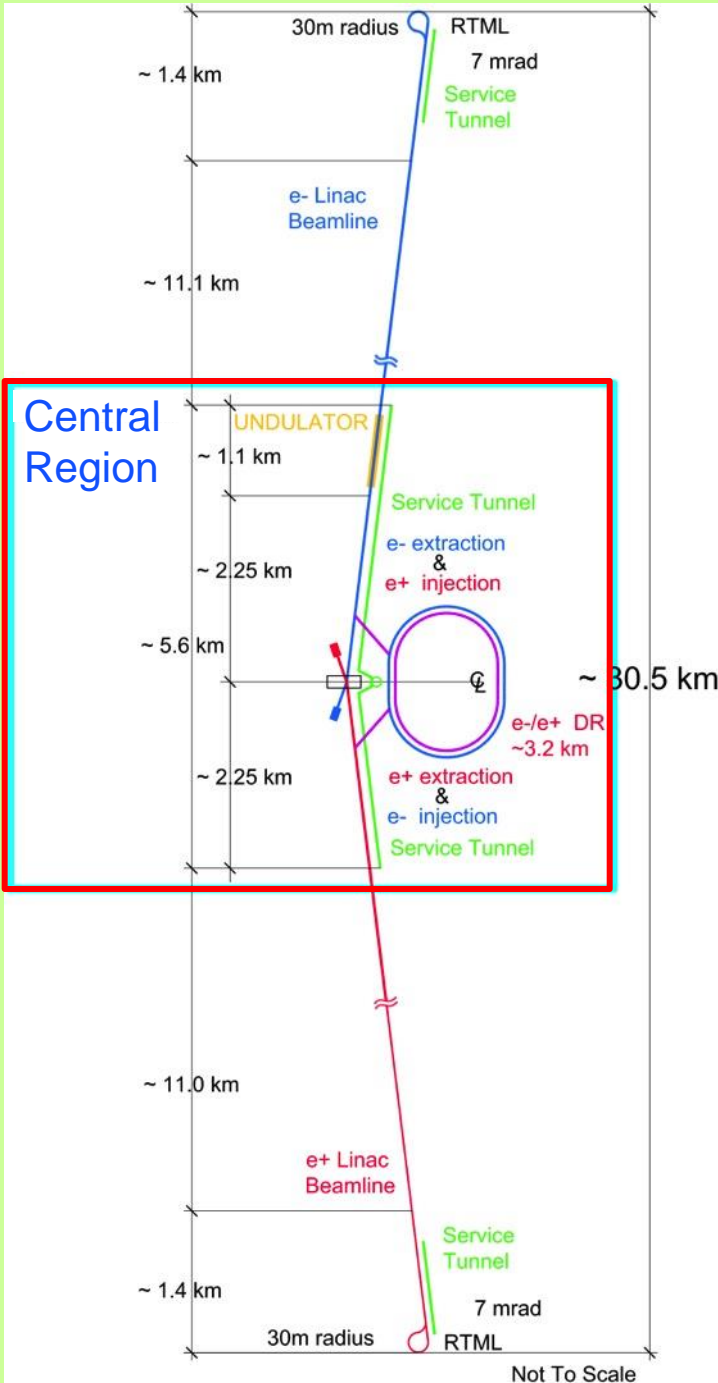 30m radius
RTML
7 mrad
~ 1.4 km
Service
Tunnel
e- Linac
Beamline
~ 11.1 km
Central
Region
UNDULATOR
~ 1.1 km
Service Tunnel
e- extraction
&
e+ injection
~ 2.25 km
~ 5.6 km
℄
~ 30.5 km
e-/e+ DR
~3.2 km
~ 2.25 km
e+ extraction
&
e- injection
Service Tunnel
~ 11.0 km
e+ Linac
Beamline
Service
Tunnel
~ 1.4 km
7 mrad
30m radius
RTML
Not To Scale